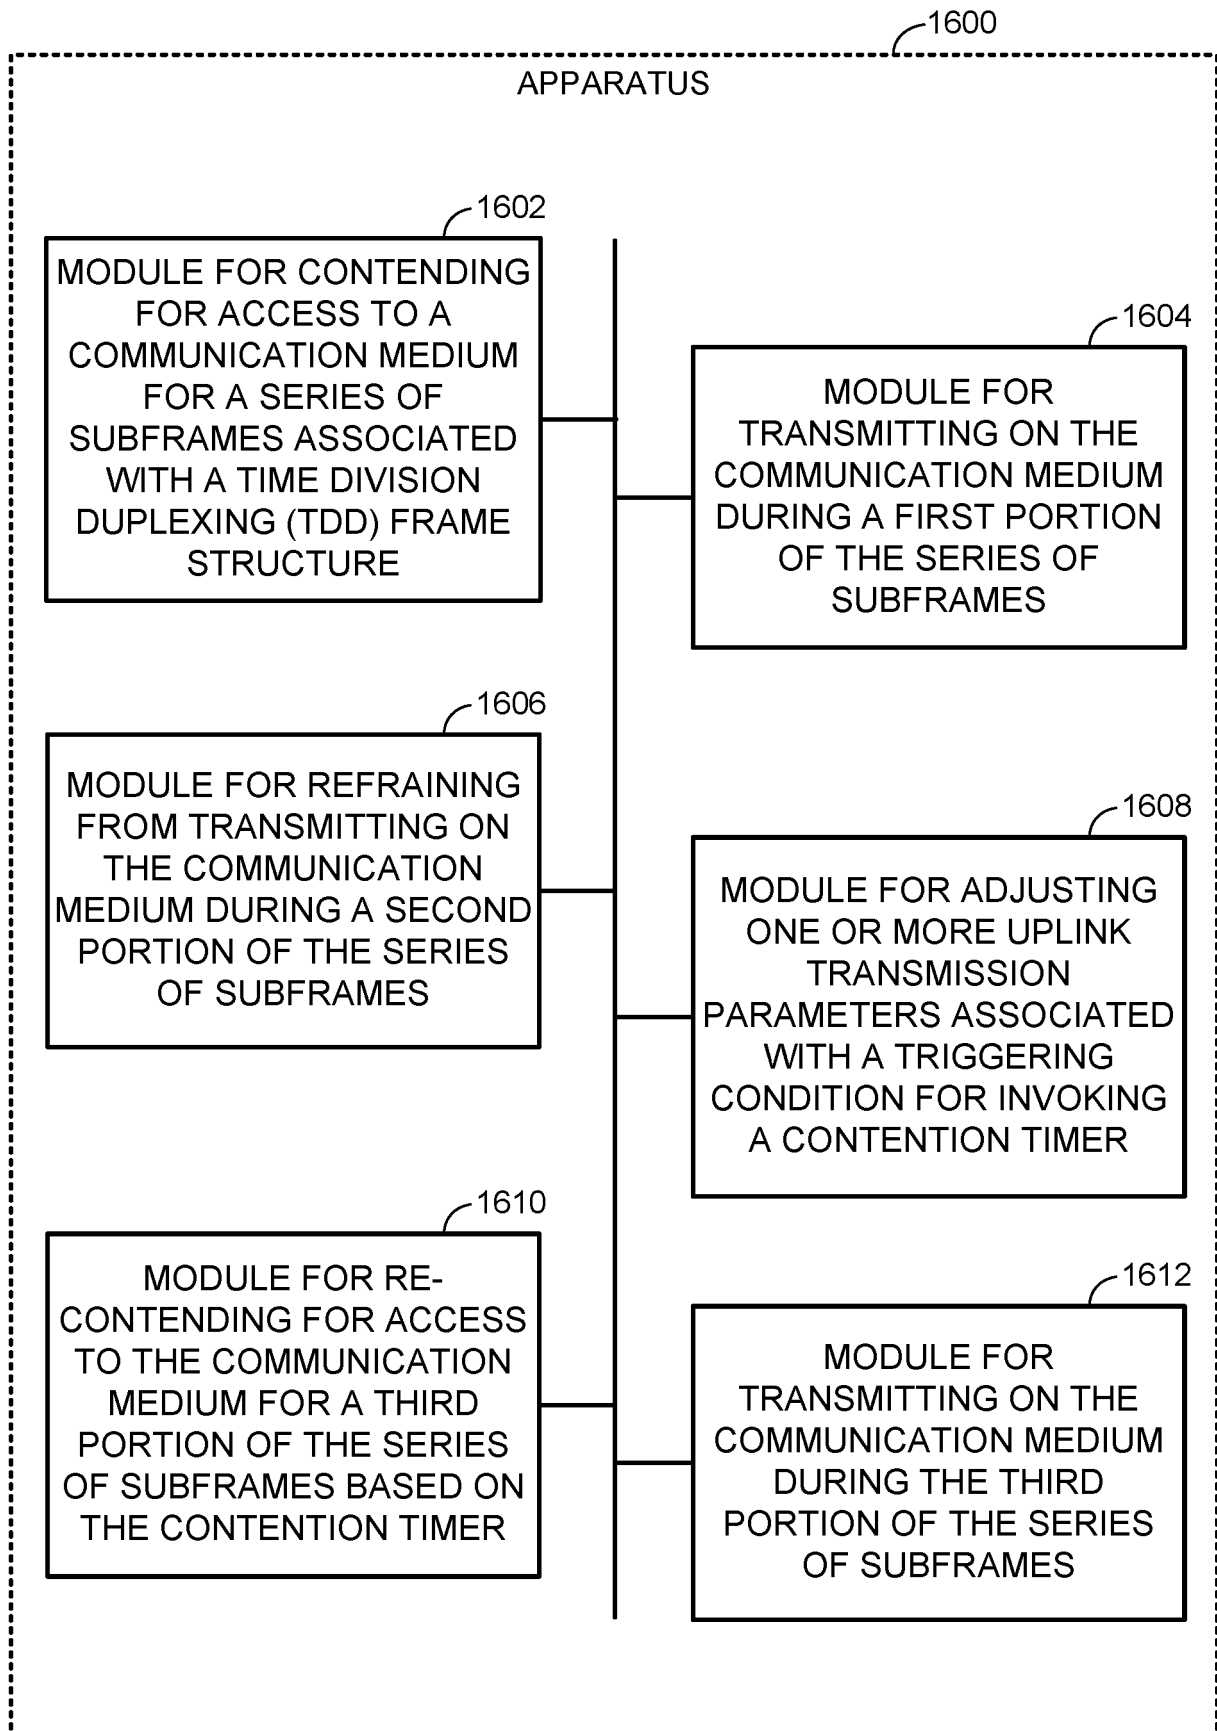 1600
APPARATUS
1602
MODULE FOR CONTENDING
FOR ACCESS TO A
COMMUNICATION MEDIUM
FOR A SERIES OF
SUBFRAMES ASSOCIATED
WITH A TIME DIVISION
DUPLEXING (TDD) FRAME
STRUCTURE
1604
MODULE FOR
TRANSMITTING ON THE
COMMUNICATION MEDIUM
DURING A FIRST PORTION
OF THE SERIES OF
SUBFRAMES
1606
MODULE FOR REFRAINING
FROM TRANSMITTING ON
THE COMMUNICATION
MEDIUM DURING A SECOND
PORTION OF THE SERIES
OF SUBFRAMES
1608
MODULE FOR ADJUSTING
ONE OR MORE UPLINK
TRANSMISSION
PARAMETERS ASSOCIATED
WITH A TRIGGERING
CONDITION FOR INVOKING
A CONTENTION TIMER
1610
MODULE FOR RE-
CONTENDING FOR ACCESS
TO THE COMMUNICATION
MEDIUM FOR A THIRD
PORTION OF THE SERIES
OF SUBFRAMES BASED ON
THE CONTENTION TIMER
1612
MODULE FOR
TRANSMITTING ON THE
COMMUNICATION MEDIUM
DURING THE THIRD
PORTION OF THE SERIES
OF SUBFRAMES